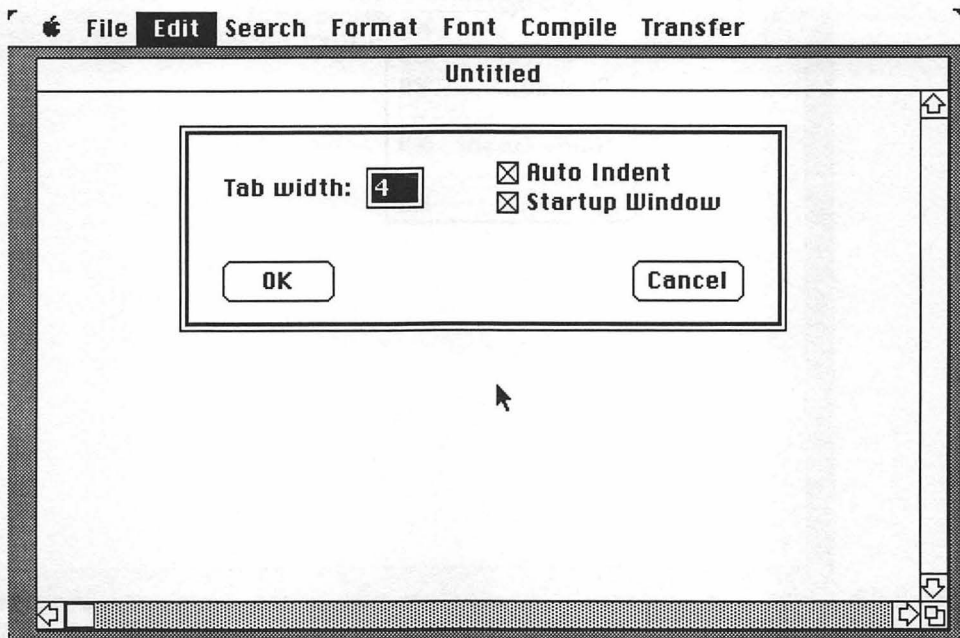 File Edit Search Format Font Compile Transfer
Untitled
Tab width: 4
Auto Indent
Startup Window
OK Cancel